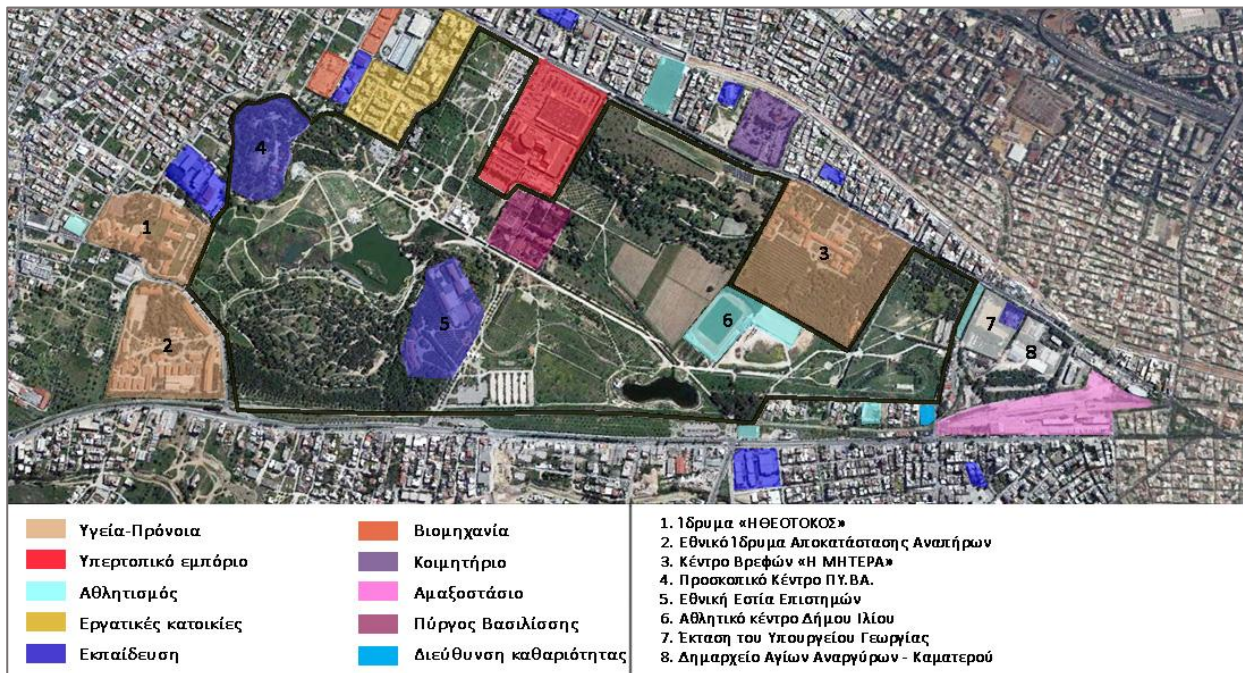 4
1
2
5
3
6
7
8
Υγεία-Πρόνοια
Υπερτοπικό εμπόριο
Αθλητισμός
Εργατικές κατοικίες
Εκπαίδευση
Βιομηχανία
Κοιμητήριο
Αμαξοστάσιο
Πύργος Βασιλίσσης
Διεύθυνση καθαριότητας
1. Ίδρυμα «ΗΘΕΟΤΟΚΟΣ»
2. Εθνικό Ίδρυμα Αποκατάστασης Αναπήρων
3. Κέντρο Βρεφών «Η ΜΗΤΕΡΑ»
4. Προσκοπικό Κέντρο ΠΥ.ΒΑ.
5. Εθνική Εστία Επιστημών
6. Αθλητικό κέντρο Δήμου Ιλίου
7. Έκταση του Υπουργείου Γεωργίας
8. Δημαρχείο Αγίων Αναργύρων - Καματερού